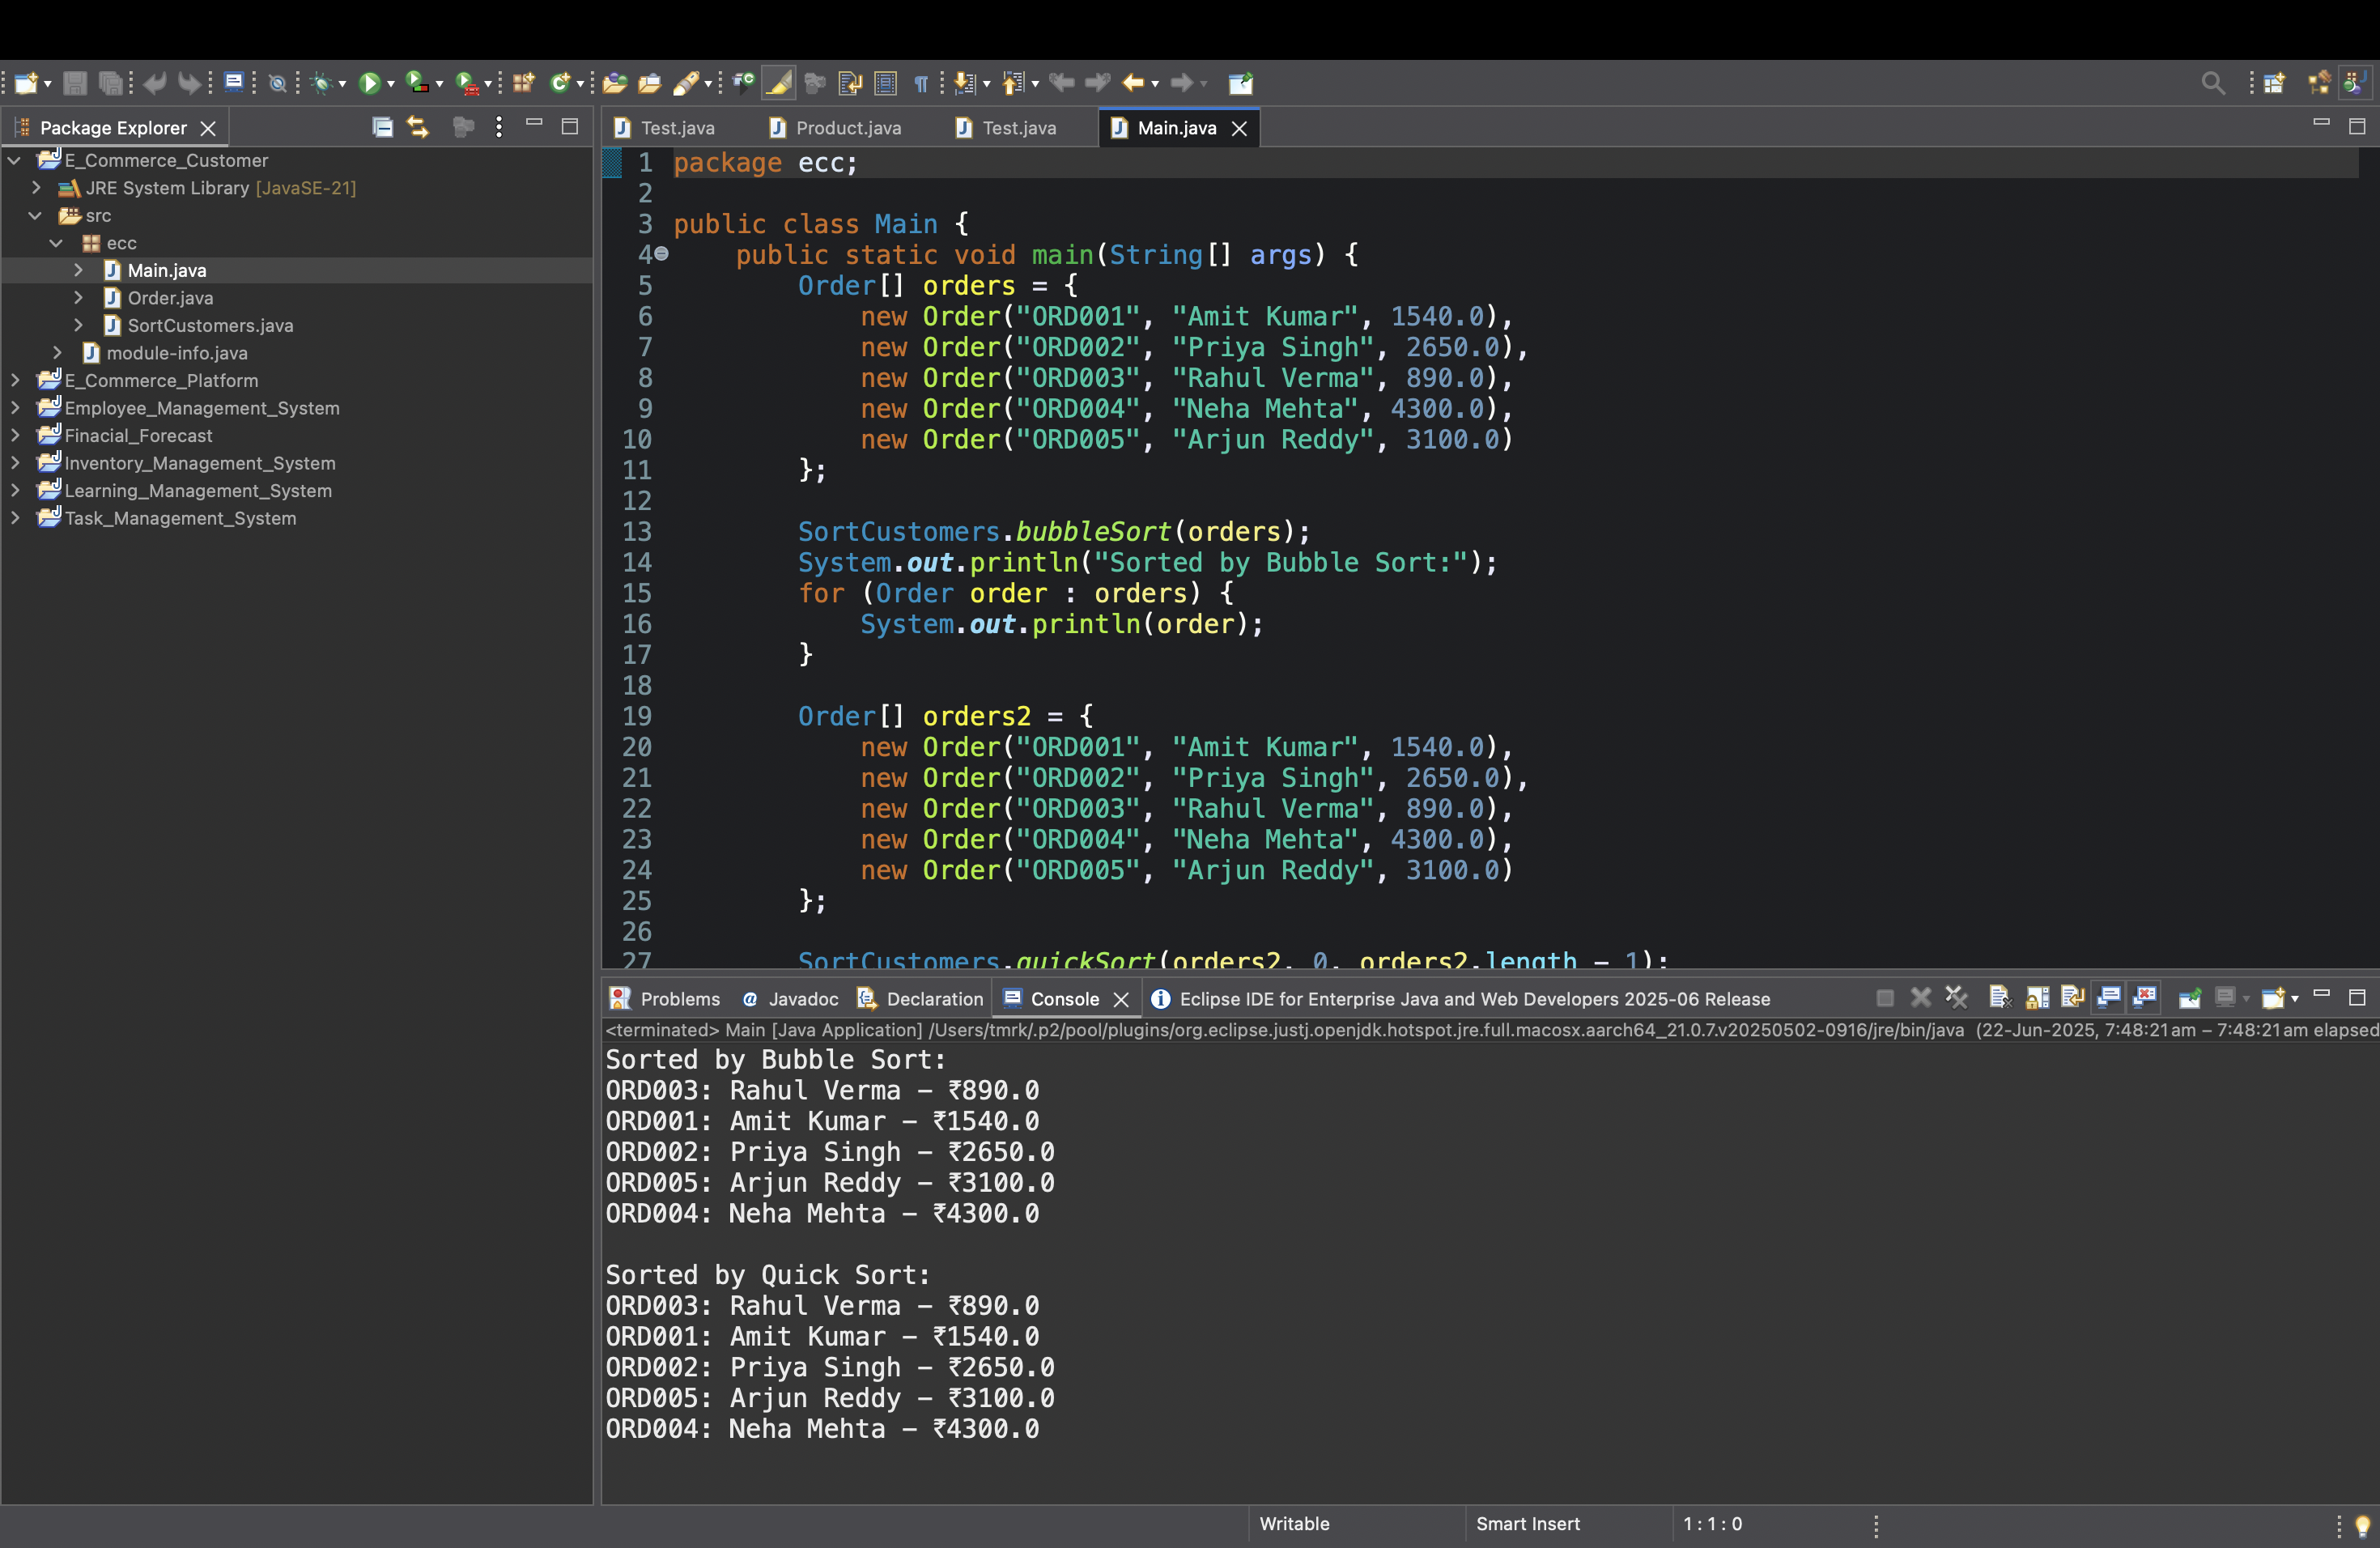 Package Explorer
E_Commerce_Customer
JRE System Library [JavaSE-21]
src
ecc
Main.java
Order.java
SortCustomers.java
module-info.java
E_Commerce_Platform
Employee_Management_System
Finacial_Forecast
Inventory_Management_System
Learning_Management_System
Task_Management_System
Test.java Product.java Test.java Main.java
1 package ecc;
2
3 public class Main {
4     public static void main(String[] args) {
5         Order[] orders = {
6             new Order("ORD001", "Amit Kumar", 1540.0),
7             new Order("ORD002", "Priya Singh", 2650.0),
8             new Order("ORD003", "Rahul Verma", 890.0),
9             new Order("ORD004", "Neha Mehta", 4300.0),
10             new Order("ORD005", "Arjun Reddy", 3100.0)
11         };
12
13         SortCustomers.bubbleSort(orders);
14         System.out.println("Sorted by Bubble Sort:");
15         for (Order order : orders) {
16             System.out.println(order);
17         }
18
19         Order[] orders2 = {
20             new Order("ORD001", "Amit Kumar", 1540.0),
21             new Order("ORD002", "Priya Singh", 2650.0),
22             new Order("ORD003", "Rahul Verma", 890.0),
23             new Order("ORD004", "Neha Mehta", 4300.0),
24             new Order("ORD005", "Arjun Reddy", 3100.0)
25         };
26
27         SortCustomers.quickSort(orders2, 0, orders2.length - 1);
Problems @ Javadoc Declaration Console Eclipse IDE for Enterprise Java and Web Developers 2025-06 Release
<terminated> Main [Java Application] /Users/tmrk/.p2/pool/plugins/org.eclipse.justj.openjdk.hotspot.jre.full.macosx.aarch64_21.0.7.v20250502-0916/jre/bin/java (22-Jun-2025, 7:48:21 am – 7:48:21 am elapsed
Sorted by Bubble Sort:
ORD003: Rahul Verma – ₹890.0
ORD001: Amit Kumar – ₹1540.0
ORD002: Priya Singh – ₹2650.0
ORD005: Arjun Reddy – ₹3100.0
ORD004: Neha Mehta – ₹4300.0

Sorted by Quick Sort:
ORD003: Rahul Verma – ₹890.0
ORD001: Amit Kumar – ₹1540.0
ORD002: Priya Singh – ₹2650.0
ORD005: Arjun Reddy – ₹3100.0
ORD004: Neha Mehta – ₹4300.0
Writable Smart Insert 1 : 1 : 0